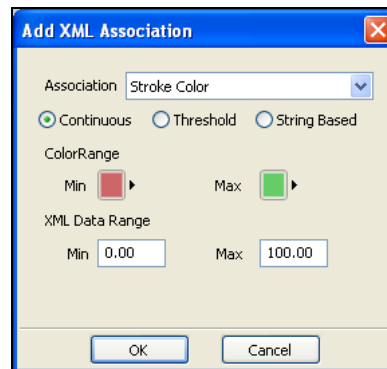 Add XML Association
Association Stroke Color
Continuous Threshold String Based
ColorRange
Min Max
XML Data Range
Min 0.00 Max 100.00
OK Cancel